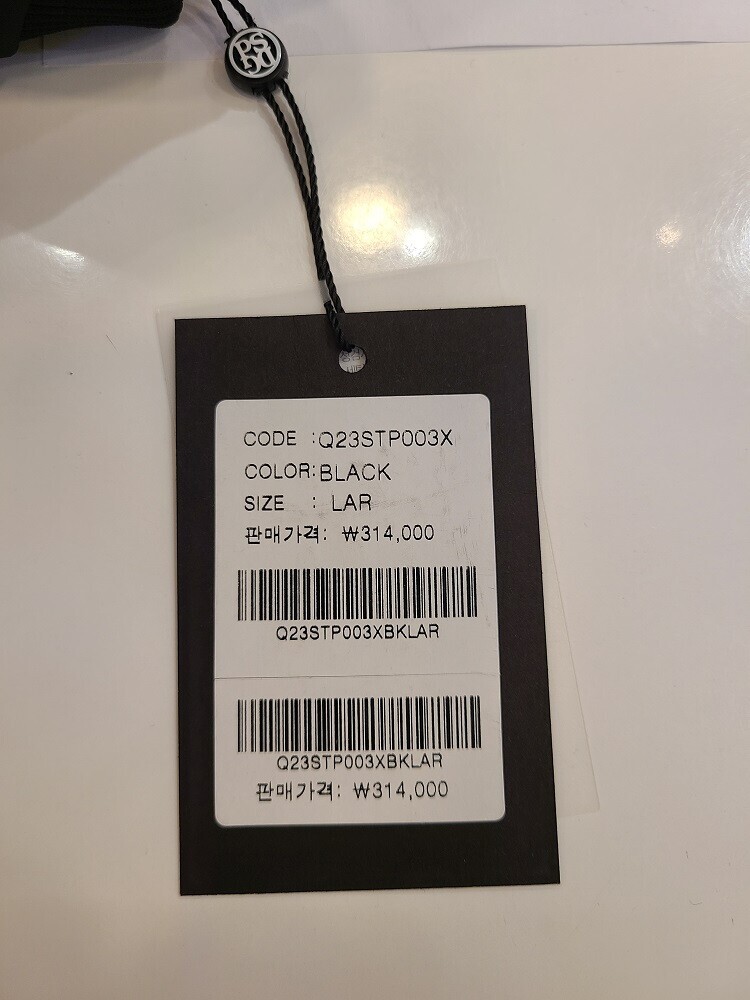 CODE :Q23STP003X
COLOR:BLACK
SIZE : LAR
판매가격: ₩314,000
Q23STP003XBKLAR
Q23STP003XBKLAR
판매가격: ₩314,000